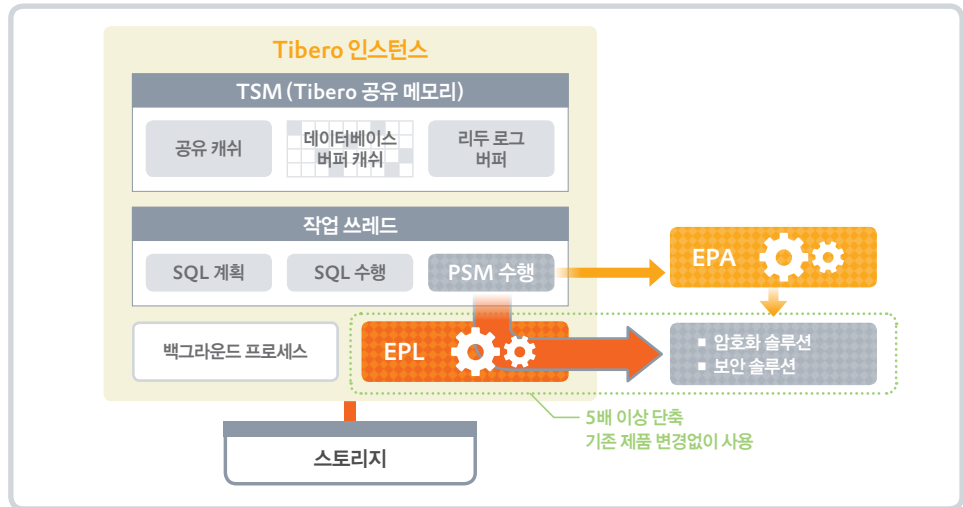 Tibero 인스턴스
TSM (Tibero 공유 메모리)
공유 캐쉬
데이터베이스
버퍼 캐쉬
리두 로그
버퍼
작업 쓰레드
SQL 계획
SQL 수행
PSM 수행
EPA
백그라운드 프로세스
EPL
▪ 암호화 솔루션
▪ 보안 솔루션
5배 이상 단축
기존 제품 변경없이 사용
스토리지